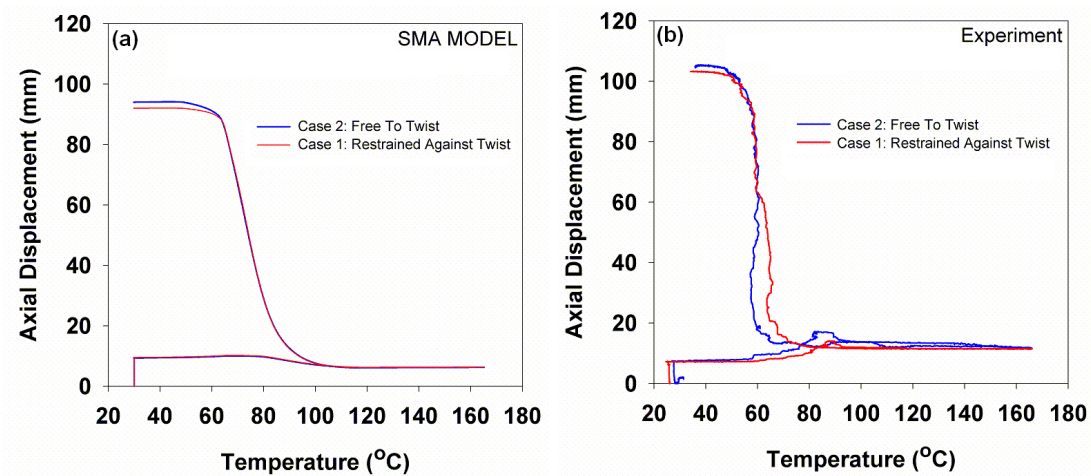 (a)
SMA MODEL
120
100
80
60
40
20
0
Axial Displacement (mm)
Case 2: Free To Twist
Case 1: Restrained Against Twist
20 40 60 80 100 120 140 160 180
Temperature (OC)
(b)
Experiment
120
100
80
60
40
20
0
Axial Displacement (mm)
Case 2: Free To Twist
Case 1: Restrained Against Twist
20 40 60 80 100 120 140 160 180
Temperature (OC)